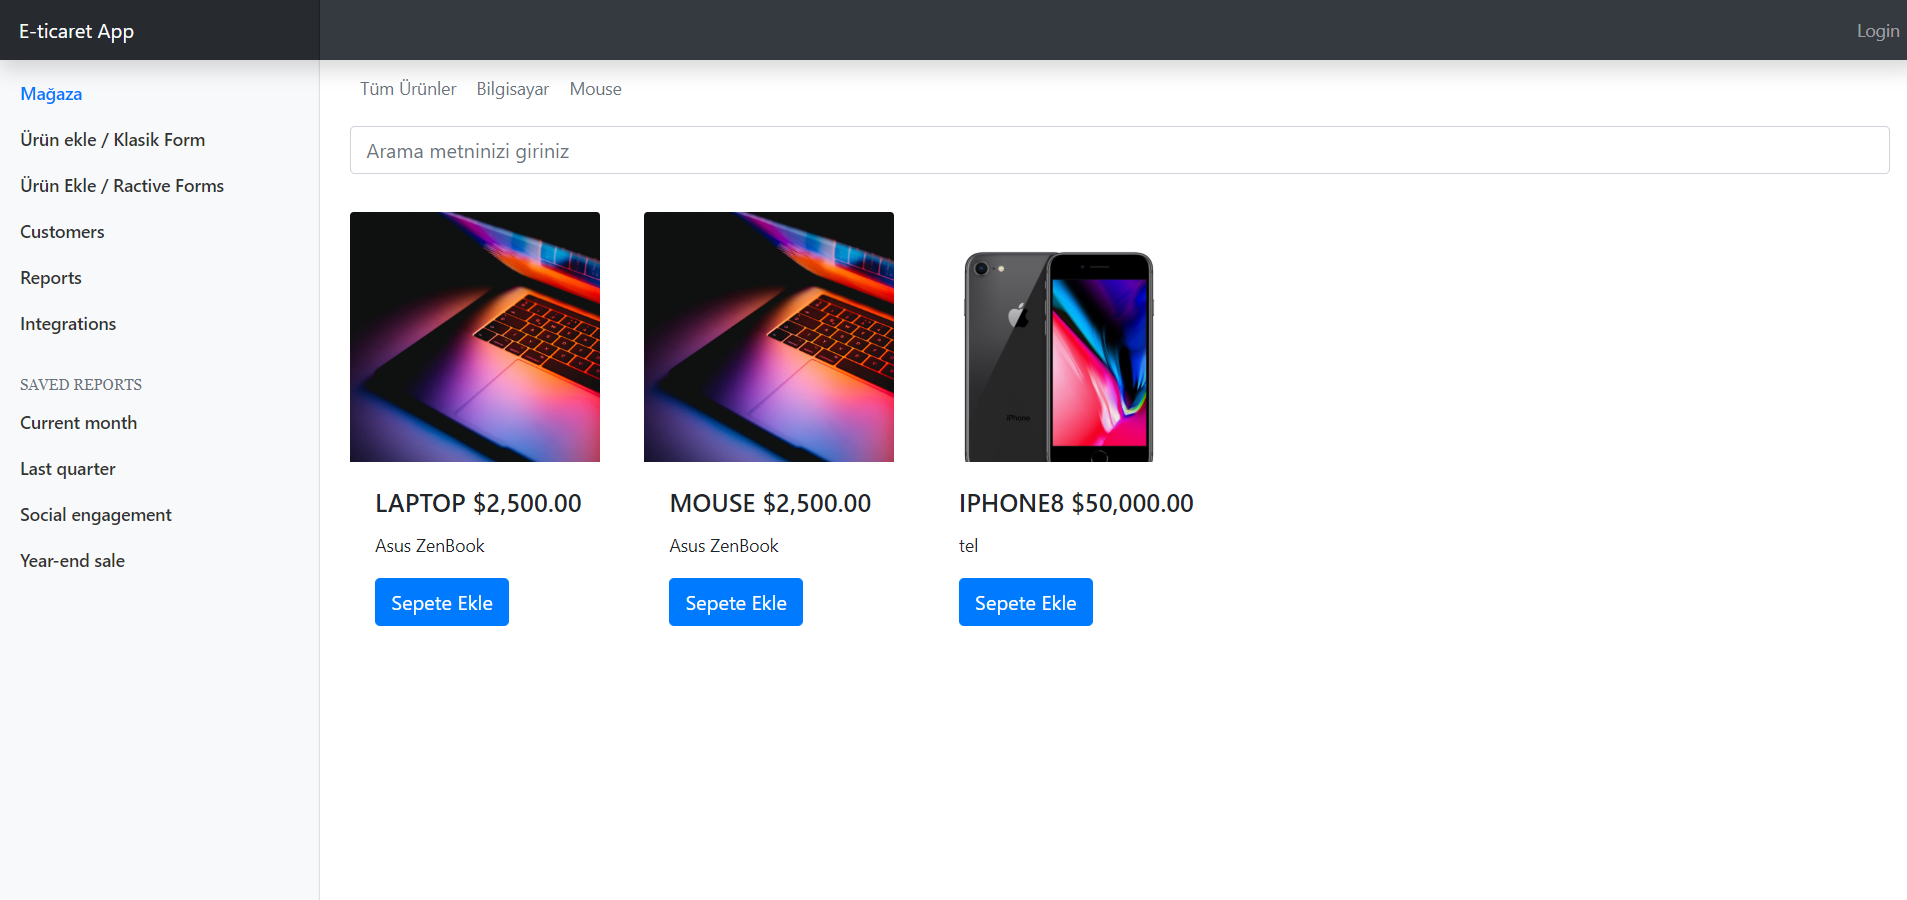 E-ticaret App
Login
Mağaza
Ürün ekle / Klasik Form
Ürün Ekle / Ractive Forms
Customers
Reports
Integrations
SAVED REPORTS
Current month
Last quarter
Social engagement
Year-end sale
Tüm Ürünler Bilgisayar Mouse
Arama metninizi giriniz
iPhone
LAPTOP $2,500.00
Asus ZenBook
Sepete Ekle
MOUSE $2,500.00
Asus ZenBook
Sepete Ekle
IPHONE8 $50,000.00
tel
Sepete Ekle